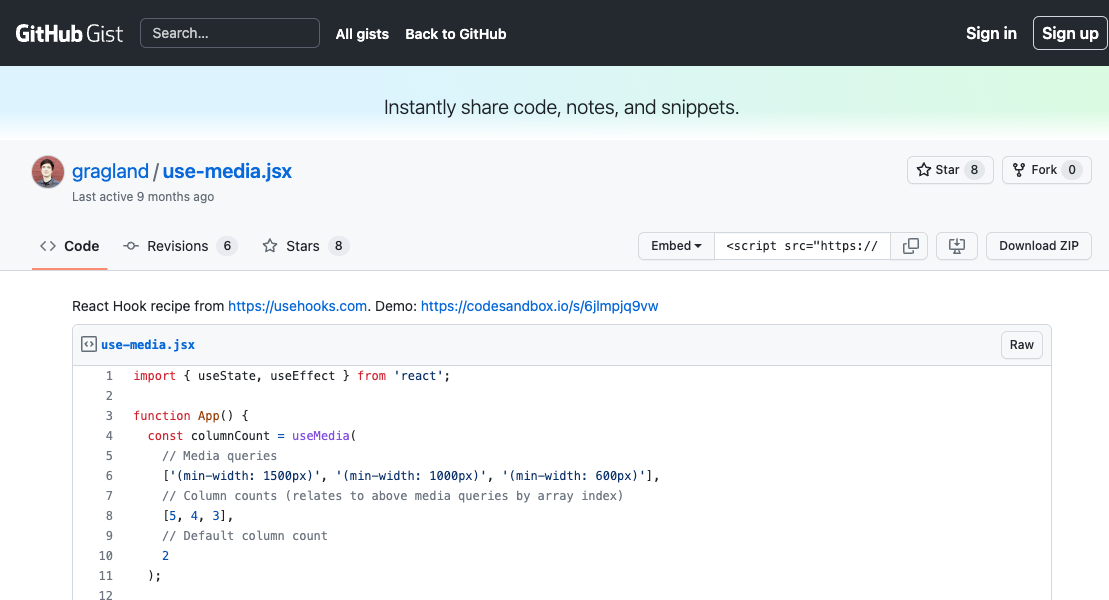 GitHub Gist Search... All gists Back to GitHub Sign in Sign up
Instantly share code, notes, and snippets.
gragland / use-media.jsx
Last active 9 months ago
Star 8 Fork 0
Code Revisions 6 Stars 8 Embed <script src="https:// Download ZIP
React Hook recipe from https://usehooks.com. Demo: https://codesandbox.io/s/6jlmpjq9vw
use-media.jsx Raw
1 import { useState, useEffect } from 'react';
2
3 function App() {
4 const columnCount = useMedia(
5 // Media queries
6 ['(min-width: 1500px)', '(min-width: 1000px)', '(min-width: 600px)'],
7 // Column counts (relates to above media queries by array index)
8 [5, 4, 3],
9 // Default column count
10 2
11 );
12